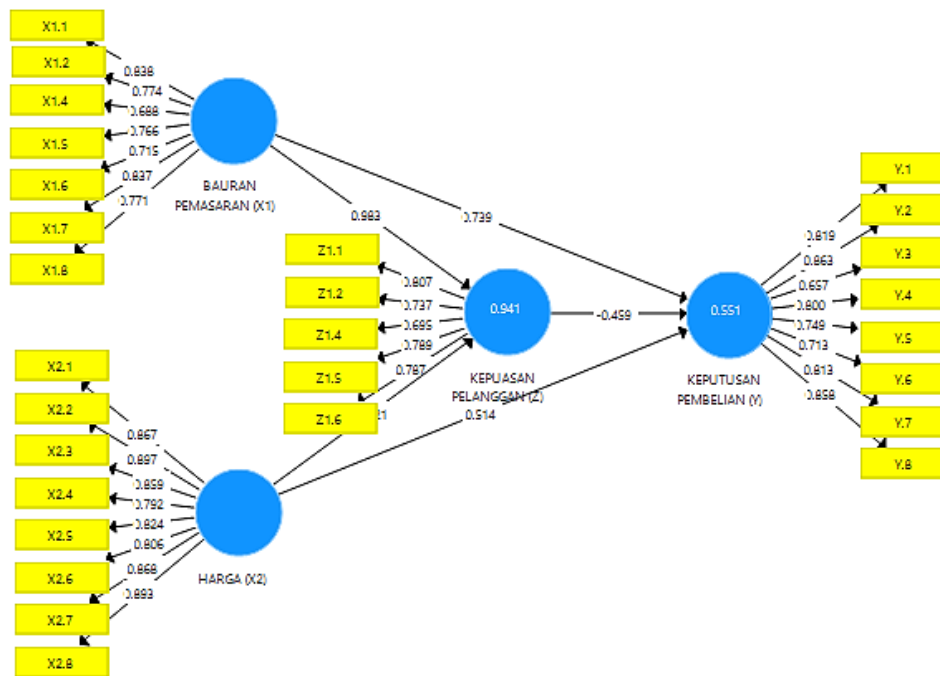 X1.1
X1.2
X1.4
X1.5
X1.6
X1.7
X1.8
0.838
0.774
0.688
0.766
0.715
0.837
0.771
BAURAN
PEMASARAN (X1)
0.983
0.739
Z1.1
Z1.2
Z1.4
Z1.5
Z1.6
0.807
0.737
0.695
0.789
0.787
0.941
KEPUASAN
PELANGGAN (Z)
-0.459
0.551
KEPUTUSAN
PEMBELIAN (Y)
0.514
Y.1
Y.2
Y.3
Y.4
Y.5
Y.6
Y.7
Y.8
0.819
0.863
0.657
0.800
0.749
0.713
0.813
0.858
X2.1
X2.2
X2.3
X2.4
X2.5
X2.6
X2.7
X2.8
0.867
0.897
0.859
0.792
0.824
0.806
0.868
0.893
HARGA (X2)